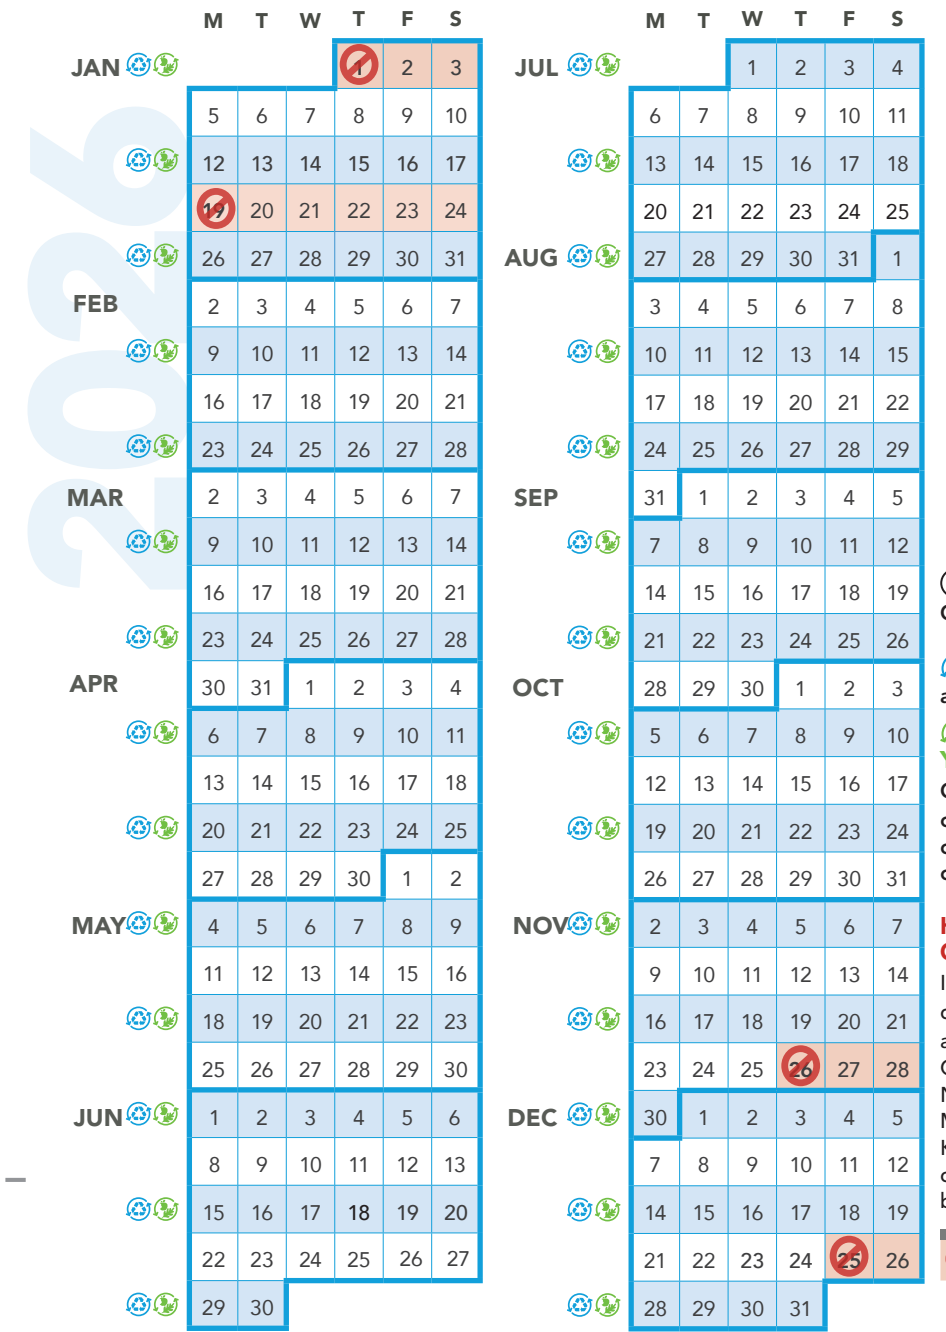 2026
M T W T F S
JAN 1 2 3
5 6 7 8 9 10
12 13 14 15 16 17
19 20 21 22 23 24
26 27 28 29 30 31
FEB 2 3 4 5 6 7
9 10 11 12 13 14
16 17 18 19 20 21
23 24 25 26 27 28
MAR 2 3 4 5 6 7
9 10 11 12 13 14
16 17 18 19 20 21
23 24 25 26 27 28
APR 30 31 1 2 3 4
6 7 8 9 10 11
13 14 15 16 17 18
20 21 22 23 24 25
27 28 29 30 1 2
MAY 4 5 6 7 8 9
11 12 13 14 15 16
18 19 20 21 22 23
25 26 27 28 29 30
JUN 1 2 3 4 5 6
8 9 10 11 12 13
15 16 17 18 19 20
22 23 24 25 26 27
29 30
M T W T F S
JUL 1 2 3 4
6 7 8 9 10 11
13 14 15 16 17 18
20 21 22 23 24 25
AUG 27 28 29 30 31 1
3 4 5 6 7 8
10 11 12 13 14 15
17 18 19 20 21 22
24 25 26 27 28 29
SEP 31 1 2 3 4 5
7 8 9 10 11 12
14 15 16 17 18 19
21 22 23 24 25 26
OCT 28 29 30 1 2 3
5 6 7 8 9 10
12 13 14 15 16 17
19 20 21 22 23 24
26 27 28 29 30 31
NOV 2 3 4 5 6 7
9 10 11 12 13 14
16 17 18 19 20 21
23 24 25 26 27 28
DEC 30 1 2 3 4 5
7 8 9 10 11 12
14 15 16 17 18 19
21 22 23 24 25 26
28 29 30 31